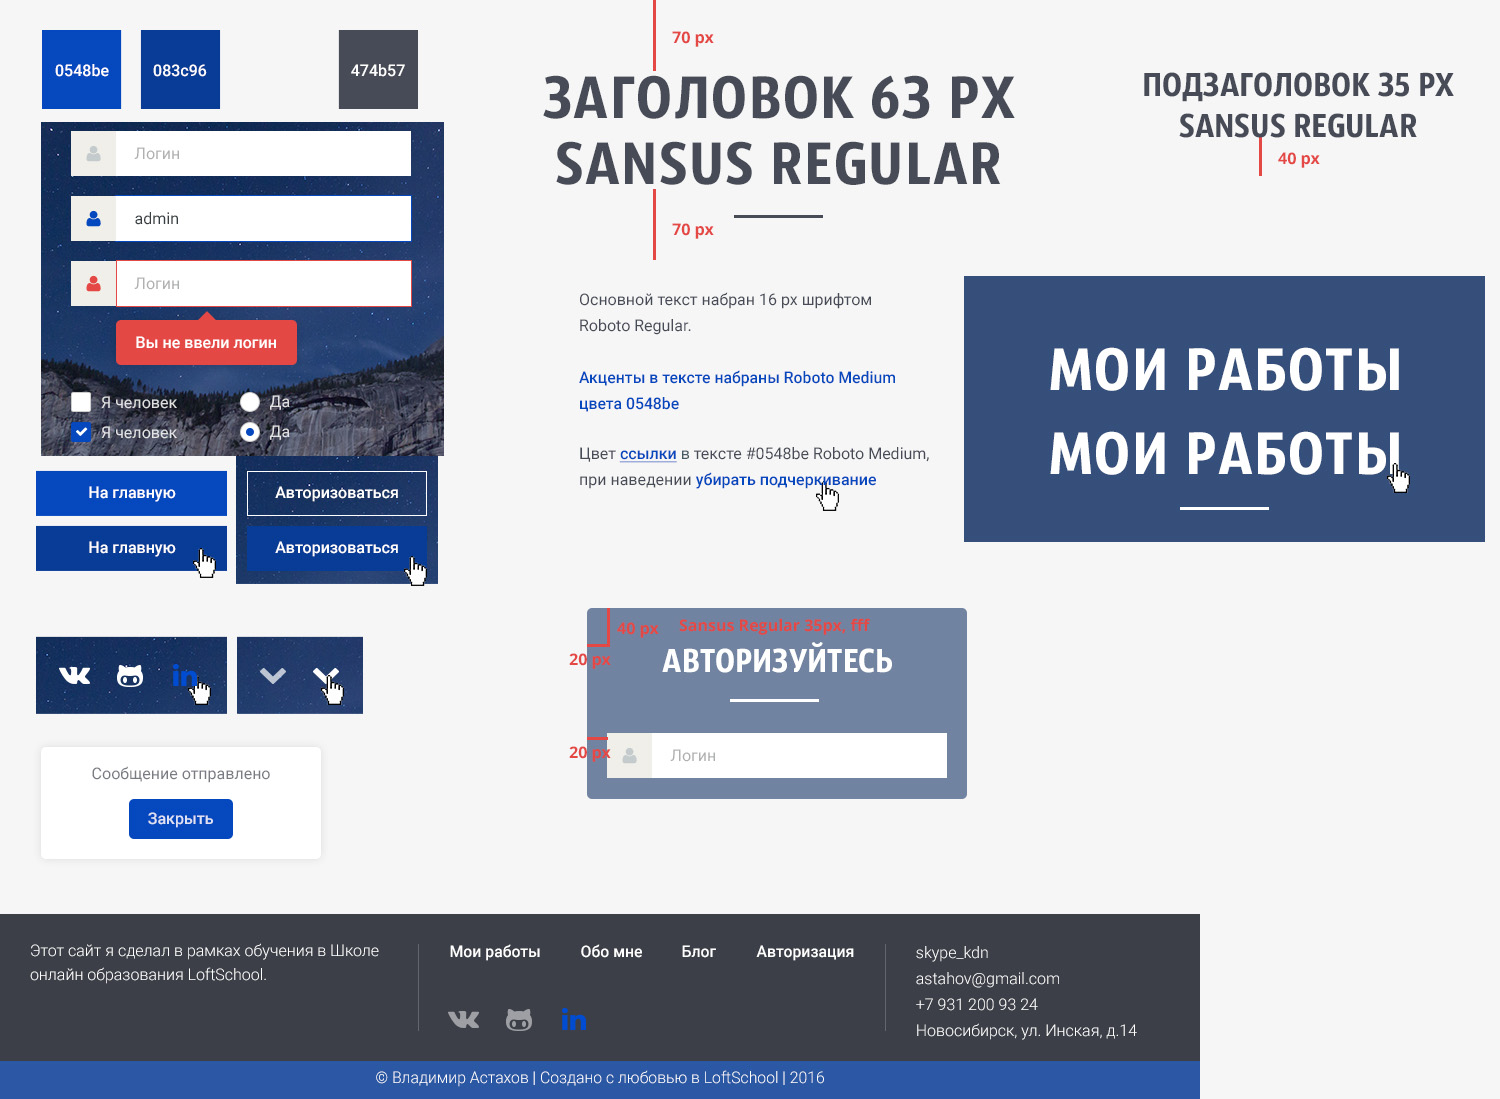 0548be
083c96
474b57
Логин
admin
Логин
Вы не ввели логин
Я человек
Да
Я человек
Да
На главную
Авторизоваться
На главную
Авторизоваться
in
Сообщение отправлено
Закрыть
70 px
ЗАГОЛОВОК 63 PX
SANSUS REGULAR
70 px
ПОДЗАГОЛОВОК 35 PX
SANSUS REGULAR
40 px
Основной текст набран 16 px шрифтом
Roboto Regular.
Акценты в тексте набраны Roboto Medium
цвета 0548be
Цвет ссылки в тексте #0548be Roboto Medium,
при наведении убирать подчеркивание
МОИ РАБОТЫ
МОИ РАБОТЫ
40 px
Sansus Regular 35px, fff
20 px
АВТОРИЗУЙТЕСЬ
20 px
Логин
Этот сайт я сделал в рамках обучения в Школе
онлайн образования LoftSchool.
Мои работы
Обо мне
Блог
Авторизация
in
skype_kdn
astahov@gmail.com
+7 931 200 93 24
Новосибирск, ул. Инская, д.14
© Владимир Астахов | Создано с любовью в LoftSchool | 2016